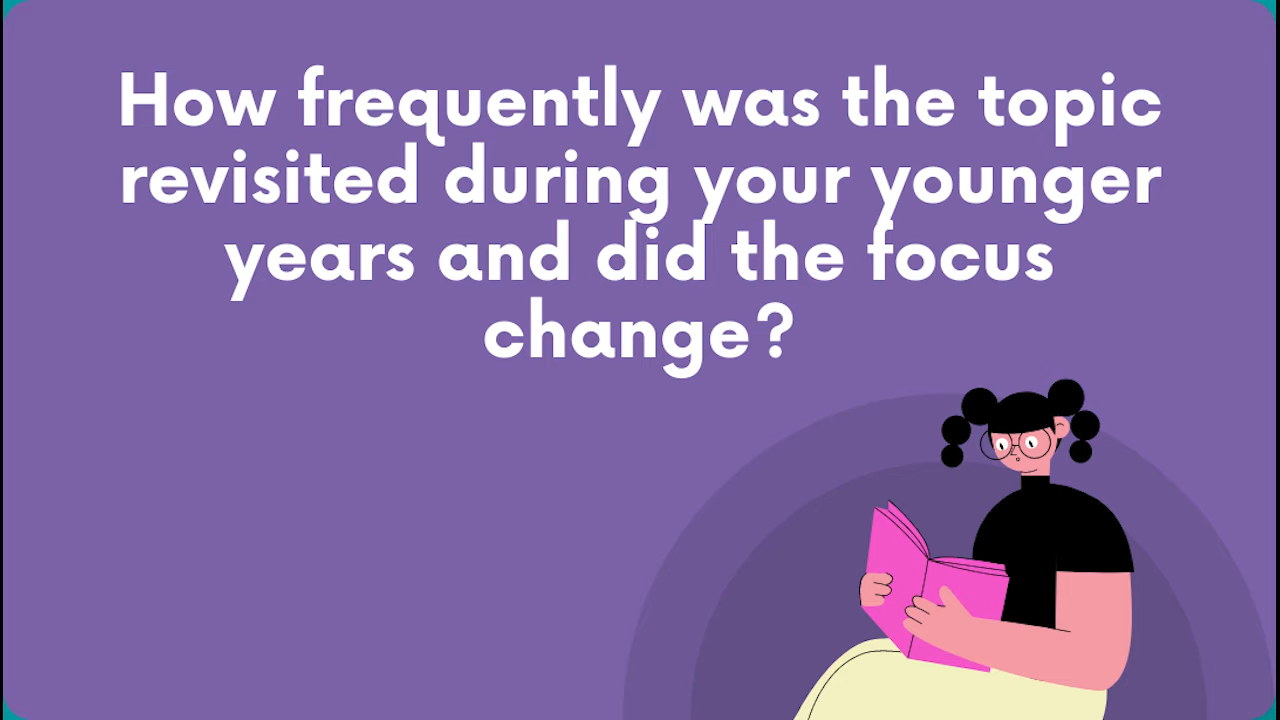 How frequently was the topic
revisited during your younger
years and did the focus
change?